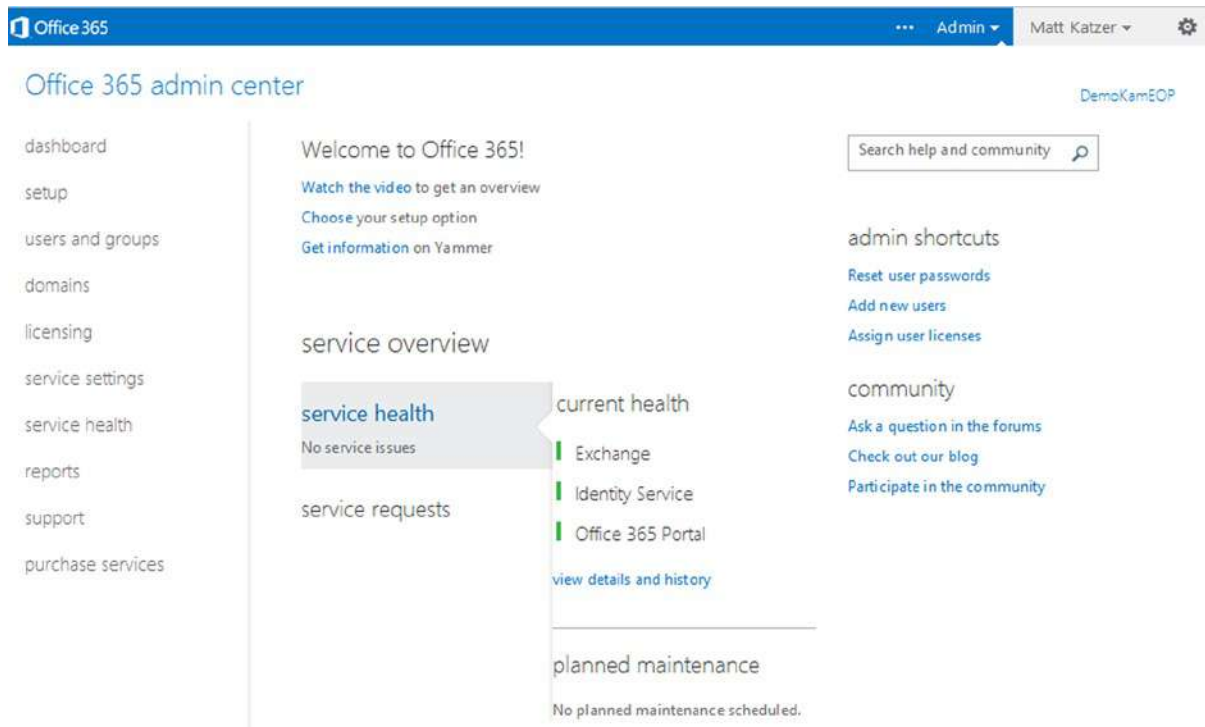 Office 365
... Admin
Matt Katzer
Office 365 admin center
DemoKamEOP
dashboard
setup
users and groups
domains
licensing
service settings
service health
reports
support
purchase services
Welcome to Office 365!
Watch the video to get an overview
Choose your setup option
Get information on Yammer
service overview
service health
No service issues
service requests
current health
Exchange
Identity Service
Office 365 Portal
view details and history
planned maintenance
No planned maintenance scheduled.
Search help and community
admin shortcuts
Reset user passwords
Add new users
Assign user licenses
community
Ask a question in the forums
Check out our blog
Participate in the community